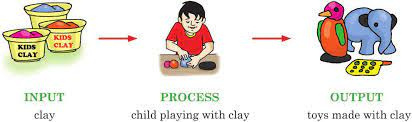 KIDS CLAY
KIDS CLAY
INPUT PROCESS OUTPUT
clay child playing with clay toys made with clay